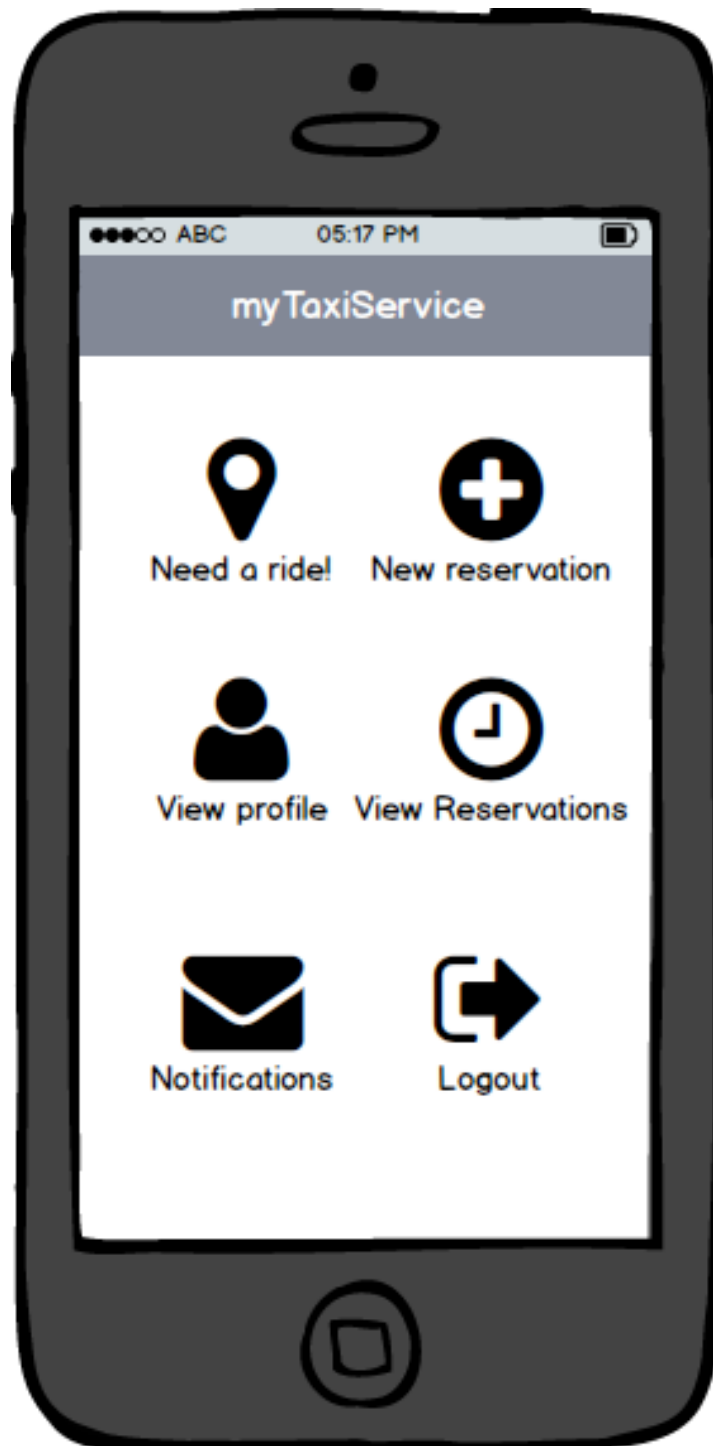 ABC 05:17 PM
myTaxiService
Need a ride! New reservation
View profile View Reservations
Notifications Logout